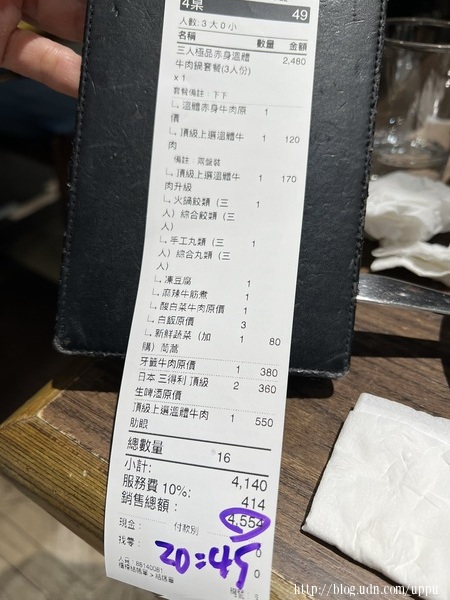 4桌 49
人數: 3 大 0 小
名稱 數量 金額
三人極品赤身溫體 2,480
牛肉鍋套餐(3人份)
x 1
套餐備註：下下
溫體赤身牛肉原 1
價
頂級上選溫體牛 1 120
肉
備註：兩盤裝
頂級上選溫體牛 1 170
肉升級
火鍋餃類（三 1
人）綜合餃類（三
人）
手工丸類（三 1
人）綜合丸類（三
人）
凍豆腐 1
麻辣牛筋煮 1
酸白菜牛肉原價 1
白飯原價 3
新鮮蔬菜（加 1 80
購）茼蒿
牙籤牛肉原價 1 380
日本 三得利 頂級 2 360
生啤酒原價
頂級上選溫體牛肉 1 550
肋眼
總數量 16
小計: 4,140
服務費 10%: 414
銷售總額： 4,554
現金： 付款別 0
找零： 0
20:45
http://blog.udn.com/uppu